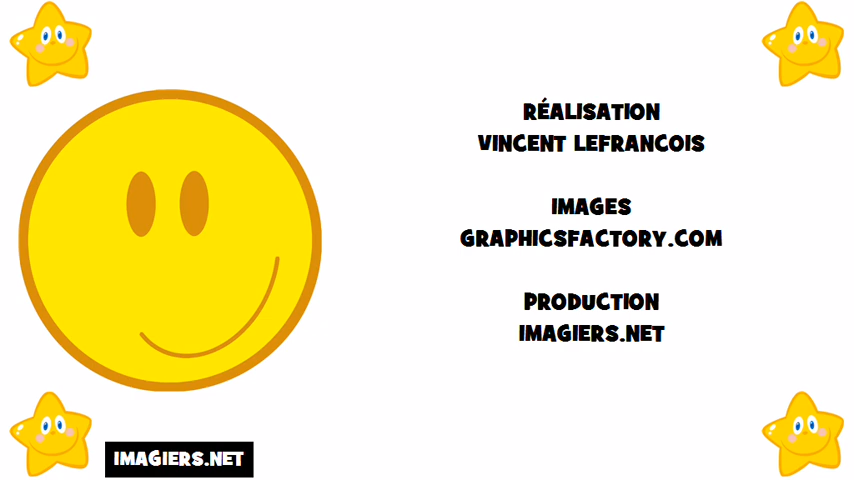 RÉALISATION
VINCENT LEFRANCOIS
IMAGES
GRAPHICSFACTORY.COM
PRODUCTION
IMAGIERS.NET
IMAGIERS.NET